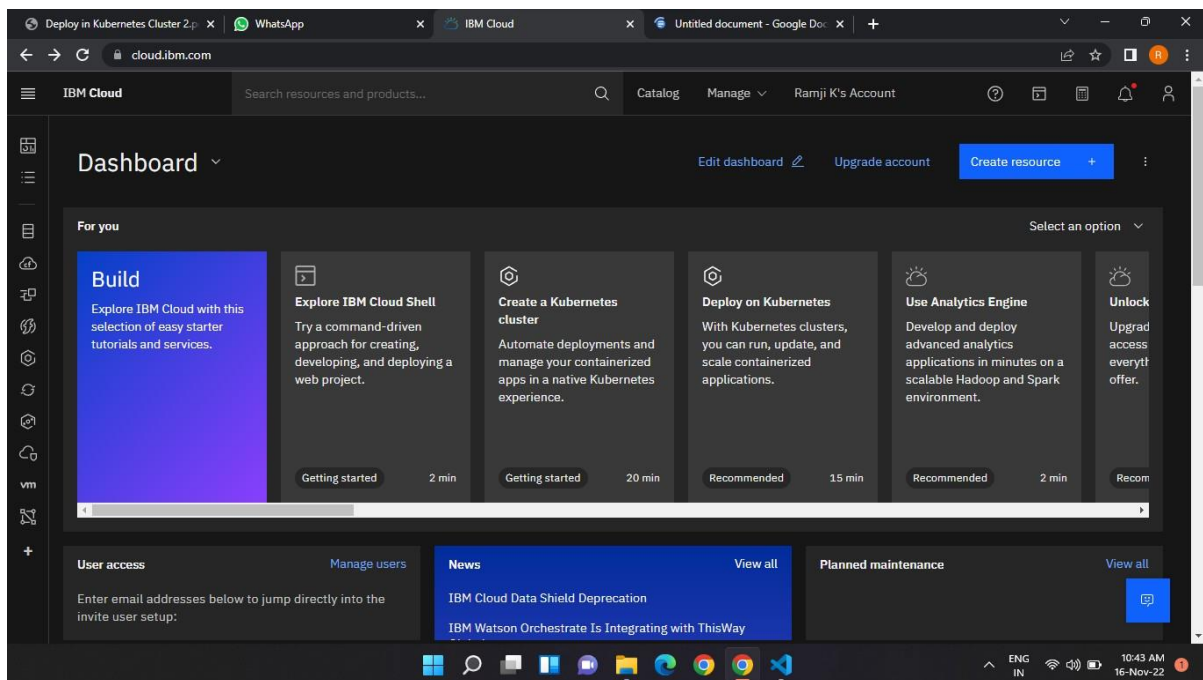 Deploy in Kubernetes Cluster 2.p
WhatsApp
IBM Cloud
Untitled document - Google Doc
cloud.ibm.com
R
IBM Cloud
Search resources and products...
Catalog
Manage
Ramji K's Account
Dashboard
Edit dashboard
Upgrade account
Create resource +
For you
Select an option
Build
Explore IBM Cloud with this
selection of easy starter
tutorials and services.
Explore IBM Cloud Shell
Try a command-driven
approach for creating,
developing, and deploying a
web project.
Getting started
2 min
Create a Kubernetes
cluster
Automate deployments and
manage your containerized
apps in a native Kubernetes
experience.
Getting started
20 min
Deploy on Kubernetes
With Kubernetes clusters,
you can run, update, and
scale containerized
applications.
Recommended
15 min
Use Analytics Engine
Develop and deploy
advanced analytics
applications in minutes on a
scalable Hadoop and Spark
environment.
Recommended
2 min
Unlock
Upgrad
access
everyth
offer.
Recom
vm
User access
Manage users
Enter email addresses below to jump directly into the
invite user setup:
News
View all
IBM Cloud Data Shield Deprecation
IBM Watson Orchestrate Is Integrating with ThisWay
Planned maintenance
View all
ENG
IN
10:43 AM
16-Nov-22
1